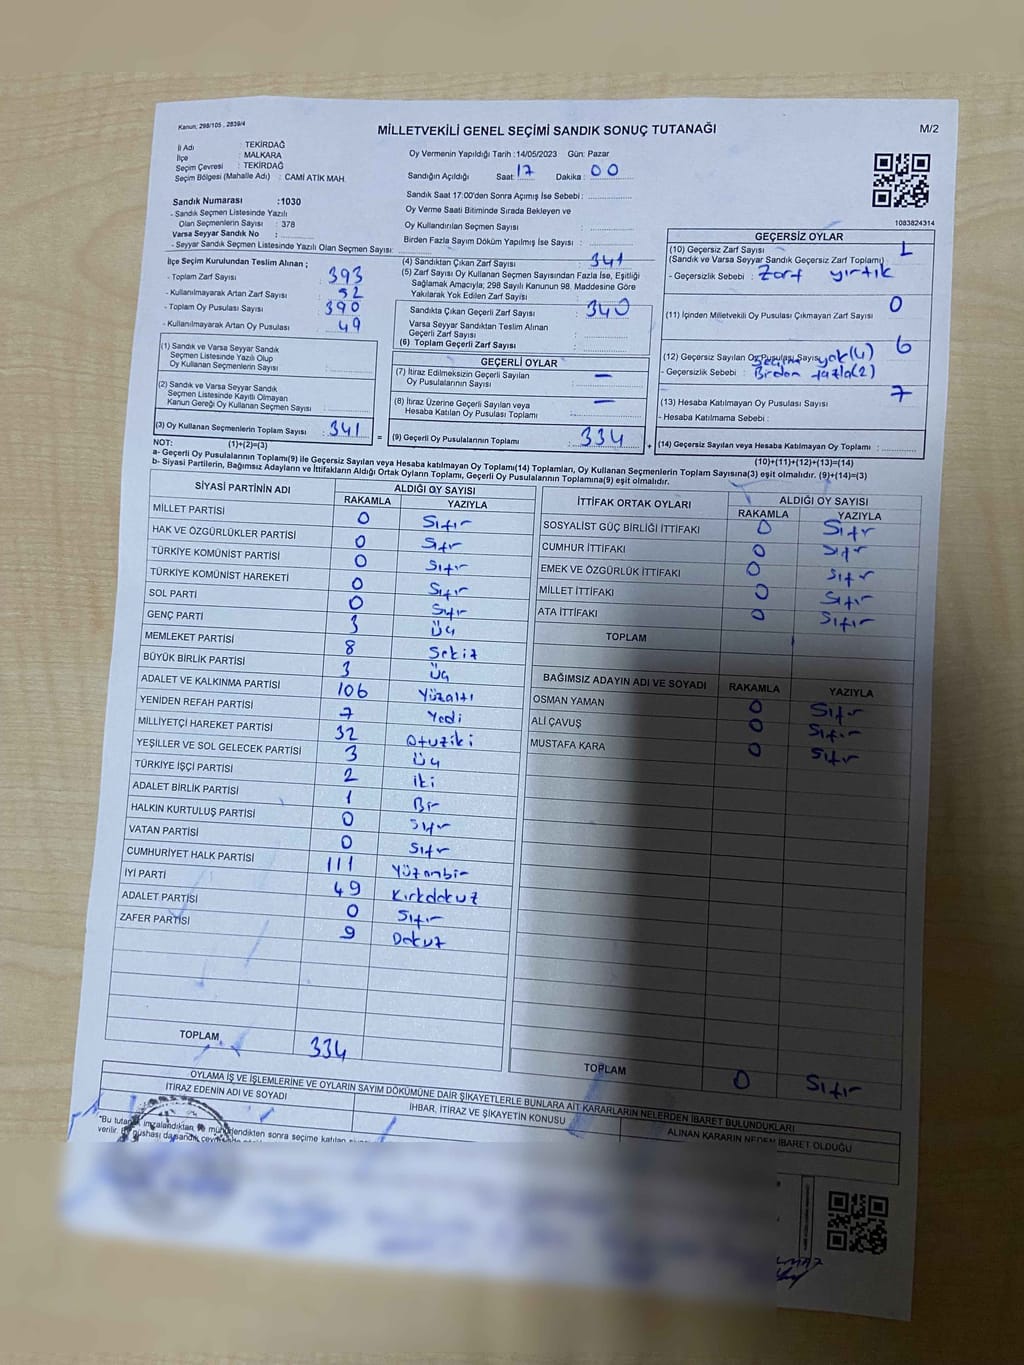 Kanun; 298/105 , 2839/4
MİLLETVEKİLİ GENEL SEÇİMİ SANDIK SONUÇ TUTANAĞI
M/2
İl Adı : TEKİRDAĞ
İlçe : MALKARA
Seçim Çevresi : TEKİRDAĞ
Seçim Bölgesi (Mahalle Adı) : CAMİ ATİK MAH.
Oy Vermenin Yapıldığı Tarih :14/05/2023 Gün: Pazar
Sandığın Açıldığı Saat: 17 Dakika : 00
Sandık Saat 17:00'den Sonra Açımış İse Sebebi :
Oy Verme Saati Bitiminde Sırada Bekleyen ve
Oy Kullandırılan Seçmen Sayısı :
Birden Fazla Sayım Döküm Yapılmış İse Sayısı :
1083824314
Sandık Numarası :1030
- Sandık Seçmen Listesinde Yazılı
Olan Seçmenlerin Sayısı : 378
Varsa Seyyar Sandık No :
- Seyyar Sandık Seçmen Listesinde Yazılı Olan Seçmen Sayısı:
İlçe Seçim Kurulundan Teslim Alınan ;
- Toplam Zarf Sayısı : 393
- Kullanılmayarak Artan Zarf Sayısı : 52
- Toplam Oy Pusulası Sayısı : 390
- Kullanılmayarak Artan Oy Pusulası : 49
(1) Sandık ve Varsa Seyyar Sandık
Seçmen Listesinde Yazılı Olup
Oy Kullanan Seçmenlerin Sayısı :
(2) Sandık ve Varsa Seyyar Sandık
Seçmen Listesinde Kayıtlı Olmayan
Kanun Gereği Oy Kullanan Seçmen Sayısı :
(3) Oy Kullanan Seçmenlerin Toplam Sayısı : 341
(4) Sandıktan Çıkan Zarf Sayısı : 341
(5) Zarf Sayısı Oy Kullanan Seçmen Sayısından Fazla İse, Eşitliği
Sağlamak Amacıyla; 298 Sayılı Kanunun 98. Maddesine Göre
Yakılarak Yok Edilen Zarf Sayısı :
Sandıkta Çıkan Geçerli Zarf Sayısı : 340
Varsa Seyyar Sandıktan Teslim Alınan
Geçerli Zarf Sayısı :
(6) Toplam Geçerli Zarf Sayısı :
GEÇERLİ OYLAR
(7) İtiraz Edilmeksizin Geçerli Sayılan
Oy Pusulalarının Sayısı : —
(8) İtiraz Üzerine Geçerli Sayılan veya
Hesaba Katılan Oy Pusulası Toplamı : —
= (9) Geçerli Oy Pusulalarının Toplamı : 334 +
GEÇERSİZ OYLAR
(10) Geçersiz Zarf Sayısı 1
(Sandık ve Varsa Seyyar Sandık Geçersiz Zarf Toplamı) :
- Geçersizlik Sebebi : Zarf yırtık
(11) İçinden Milletvekili Oy Pusulası Çıkmayan Zarf Sayısı : 0
(12) Geçersiz Sayılan Oy Pusulası Sayısı : 6
Seçim yok(4)
- Geçersizlik Sebebi : Birden fazla(2)
(13) Hesaba Katılmayan Oy Pusulası Sayısı : 7
- Hesaba Katılmama Sebebi :
(14) Geçersiz Sayılan veya Hesaba Katılmayan Oy Toplamı :
NOT: (1)+(2)=(3) (10)+(11)+(12)+(13)=(14)
a- Geçerli Oy Pusulalarının Toplamı(9) ile Geçersiz Sayılan veya Hesaba katılmayan Oy Toplamı(14) Toplamları, Oy Kullanan Seçmenlerin Toplam Sayısına(3) eşit olmalıdır. (9)+(14)=(3)
b- Siyasi Partilerin, Bağımsız Adayların ve İttifakların Aldığı Ortak Oyların Toplamı, Geçerli Oy Pusulalarının Toplamına(9) eşit olmalıdır.
SİYASİ PARTİNİN ADI ALDIĞI OY SAYISI
RAKAMLA YAZIYLA
MİLLET PARTİSİ 0 Sıfır
HAK VE ÖZGÜRLÜKLER PARTİSİ 0 Sıfır
TÜRKİYE KOMÜNİST PARTİSİ 0 Sıfır
TÜRKİYE KOMÜNİST HAREKETİ 0 Sıfır
SOL PARTİ 0 Sıfır
GENÇ PARTİ 3 Üç
MEMLEKET PARTİSİ 8 Sekiz
BÜYÜK BİRLİK PARTİSİ 3 Üç
ADALET VE KALKINMA PARTİSİ 106 Yüzaltı
YENİDEN REFAH PARTİSİ 7 Yedi
MİLLİYETÇİ HAREKET PARTİSİ 32 Otuziki
YEŞİLLER VE SOL GELECEK PARTİSİ 3 Üç
TÜRKİYE İŞÇİ PARTİSİ 2 İki
ADALET BİRLİK PARTİSİ 1 Bir
HALKIN KURTULUŞ PARTİSİ 0 Sıfır
VATAN PARTİSİ 0 Sıfır
CUMHURİYET HALK PARTİSİ 111 Yüzonbir
İYİ PARTİ 49 Kırkdokuz
ADALET PARTİSİ 0 Sıfır
ZAFER PARTİSİ 9 Dokuz
TOPLAM 334
İTTİFAK ORTAK OYLARI ALDIĞI OY SAYISI
RAKAMLA YAZIYLA
SOSYALİST GÜÇ BİRLİĞİ İTTİFAKI 0 Sıfır
CUMHUR İTTİFAKI 0 Sıfır
EMEK VE ÖZGÜRLÜK İTTİFAKI 0 Sıfır
MİLLET İTTİFAKI 0 Sıfır
ATA İTTİFAKI 0 Sıfır
TOPLAM
BAĞIMSIZ ADAYIN ADI VE SOYADI RAKAMLA YAZIYLA
OSMAN YAMAN 0 Sıfır
ALİ ÇAVUŞ 0 Sıfır
MUSTAFA KARA 0 Sıfır
TOPLAM 0 Sıfır
OYLAMA İŞ VE İŞLEMLERİNE VE OYLARIN SAYIM DÖKÜMÜNE DAİR ŞİKAYETLERLE BUNLARA AİT KARARLARIN NELERDEN İBARET BULUNDUKLARI
İTİRAZ EDENİN ADI VE SOYADI İHBAR, İTİRAZ VE ŞİKAYETİN KONUSU ALINAN KARARIN NEDEN İBARET OLDUĞU